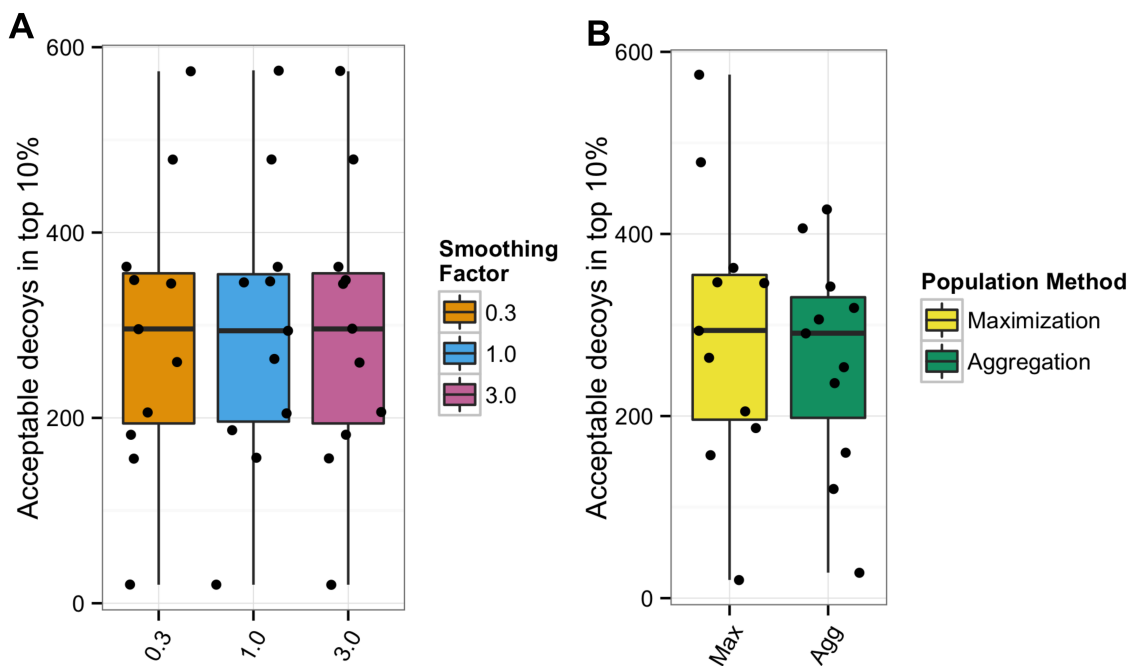 A
Acceptable decoys in top 10%
600
400
200
0
0.3
1.0
3.0
Smoothing
Factor
0.3
1.0
3.0
B
Acceptable decoys in top 10%
600
400
200
0
Max
Agg
Population Method
Maximization
Aggregation